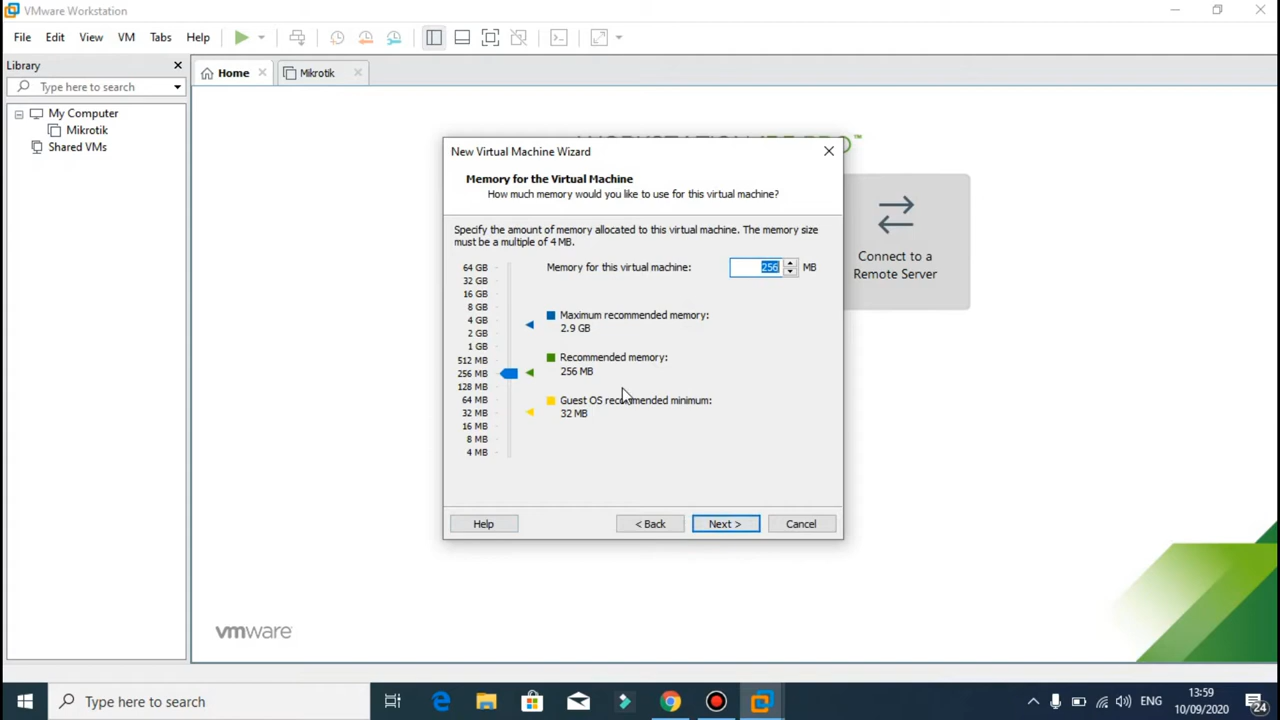 VMware Workstation
File Edit View VM Tabs Help
Library
Type here to search
My Computer
Mikrotik
Shared VMs
Home
Mikrotik
™
New Virtual Machine Wizard
Memory for the Virtual Machine
How much memory would you like to use for this virtual machine?
Specify the amount of memory allocated to this virtual machine. The memory size
must be a multiple of 4 MB.
Memory for this virtual machine: 256 MB
64 GB
32 GB
16 GB
8 GB
4 GB
2 GB
1 GB
512 MB
256 MB
128 MB
64 MB
32 MB
16 MB
8 MB
4 MB
Maximum recommended memory:
2.9 GB
Recommended memory:
256 MB
Guest OS recommended minimum:
32 MB
Help < Back Next > Cancel
Connect to a
Remote Server
vmware
Type here to search
ENG
13:59
10/09/2020
24